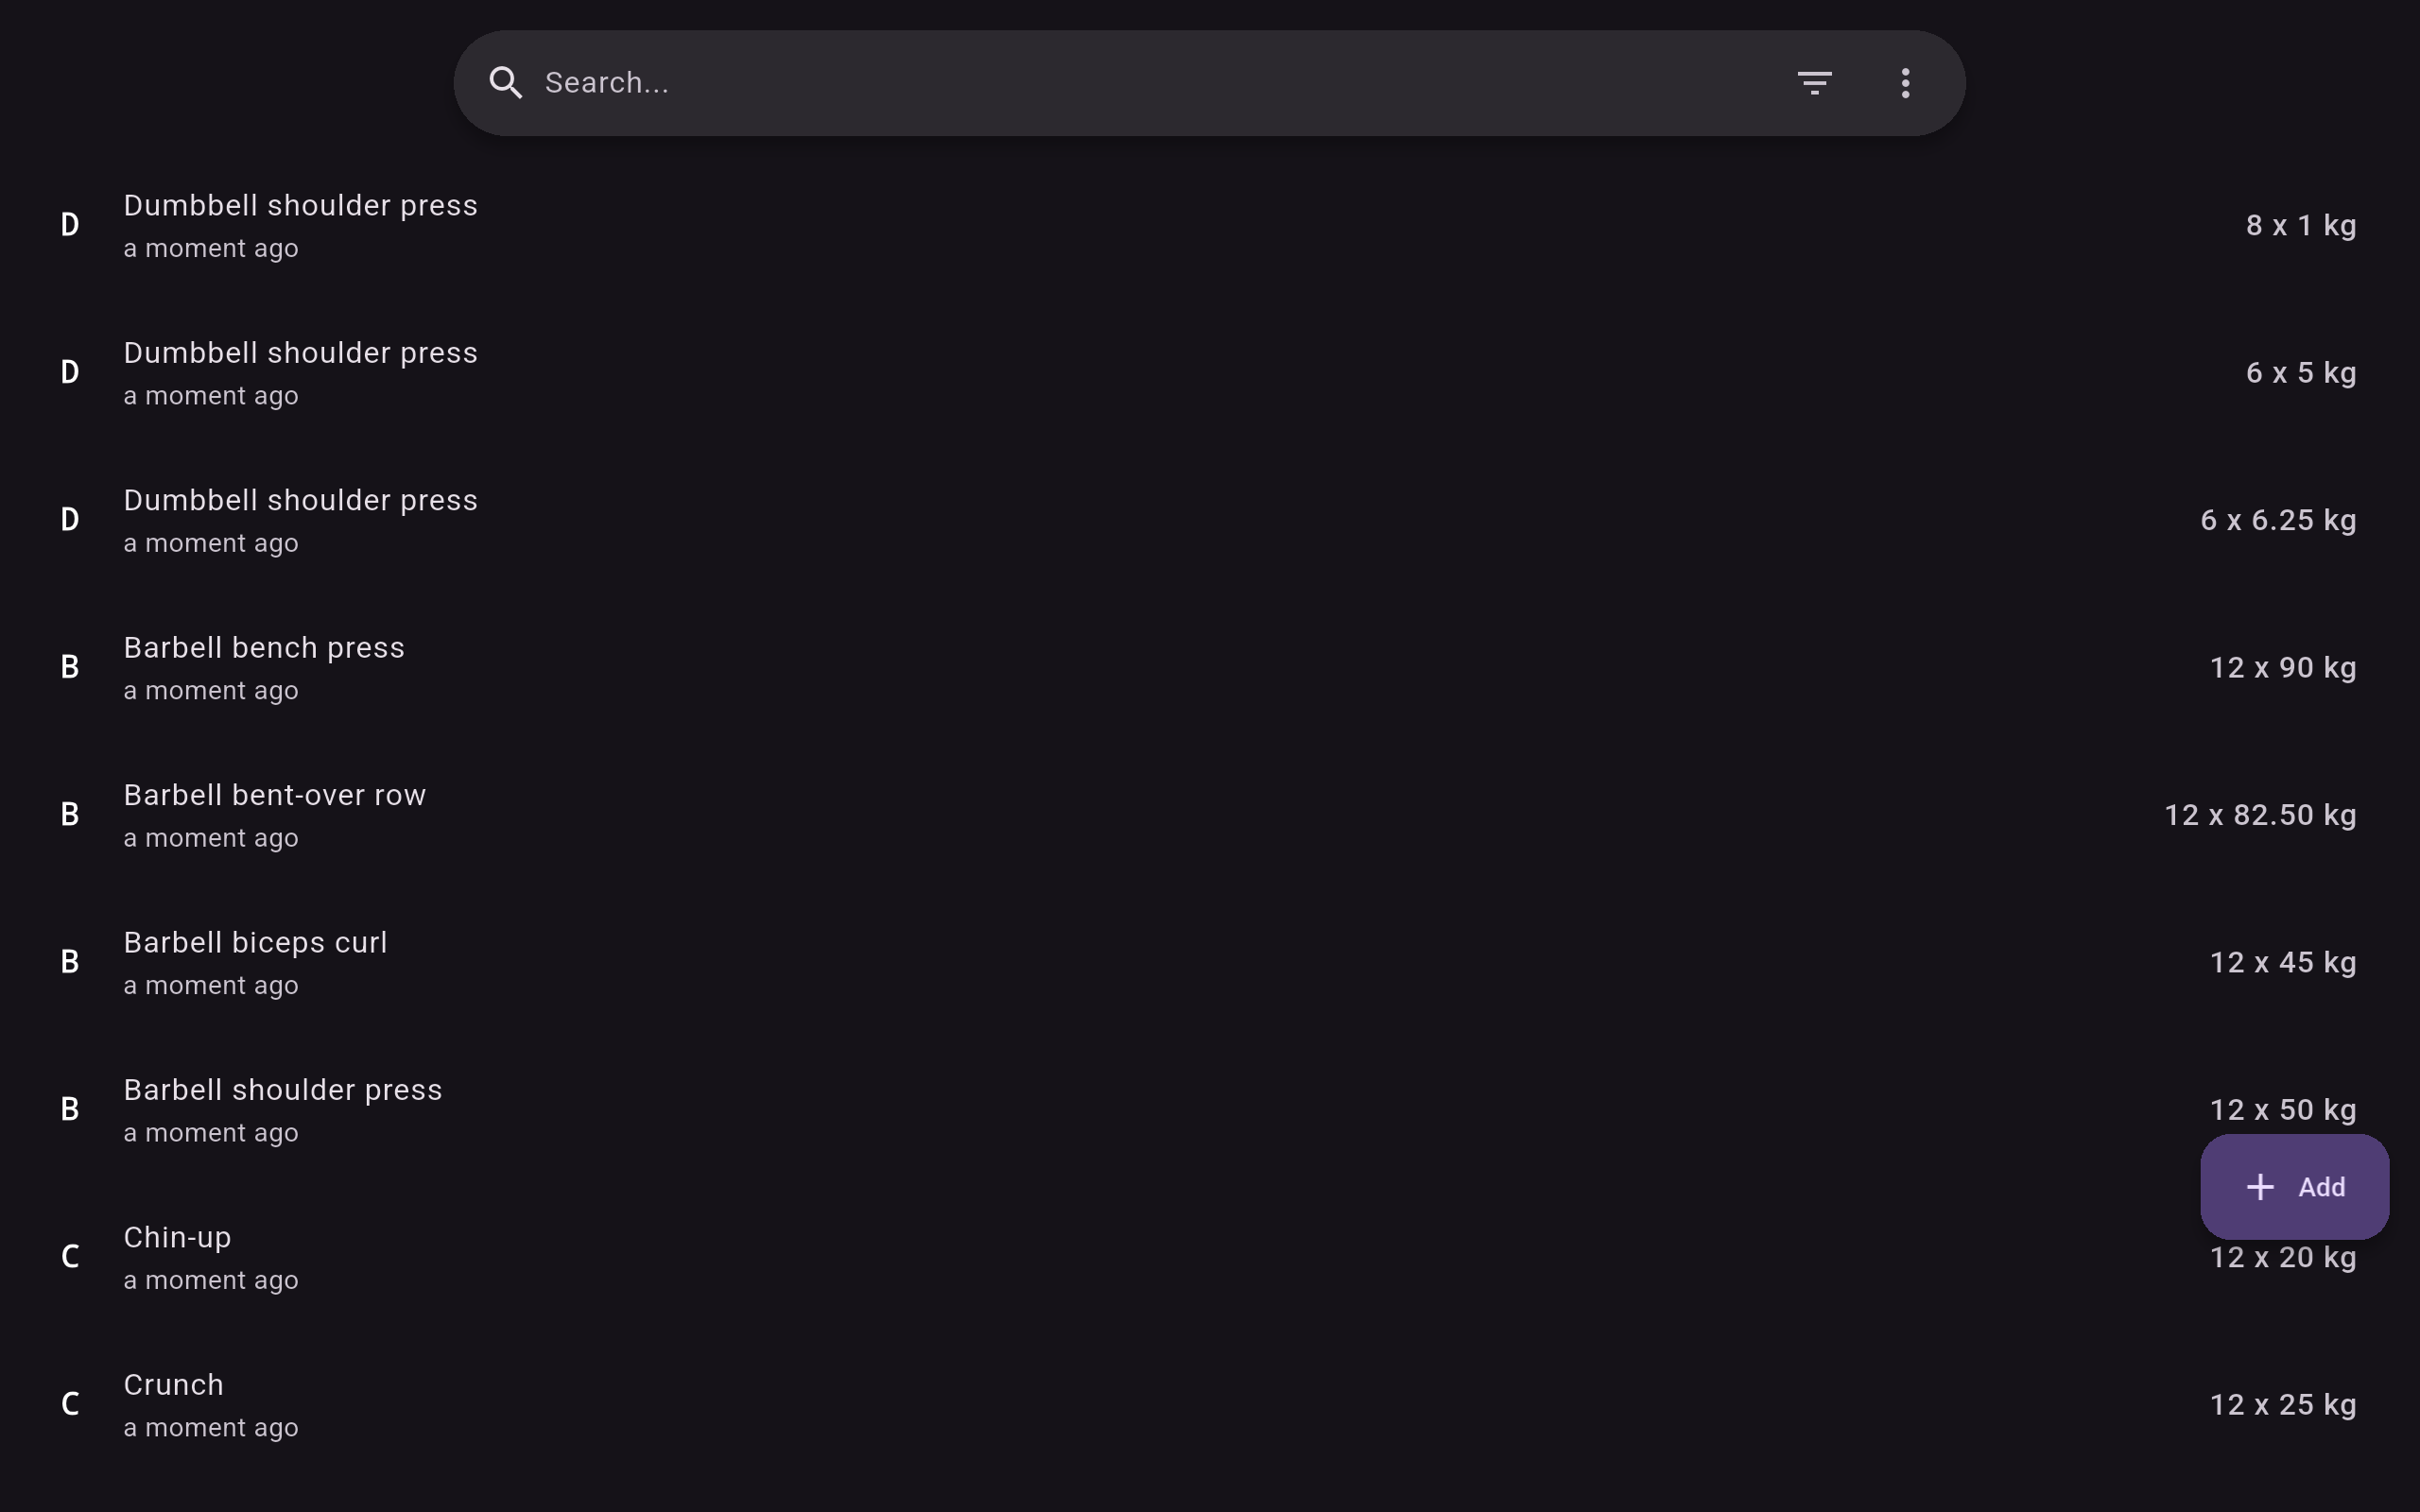 Search...
D
Dumbbell shoulder press
a moment ago
8 x 1 kg
D
Dumbbell shoulder press
a moment ago
6 x 5 kg
D
Dumbbell shoulder press
a moment ago
6 x 6.25 kg
B
Barbell bench press
a moment ago
12 x 90 kg
B
Barbell bent-over row
a moment ago
12 x 82.50 kg
B
Barbell biceps curl
a moment ago
12 x 45 kg
B
Barbell shoulder press
a moment ago
12 x 50 kg
Add
C
Chin-up
a moment ago
12 x 20 kg
C
Crunch
a moment ago
12 x 25 kg